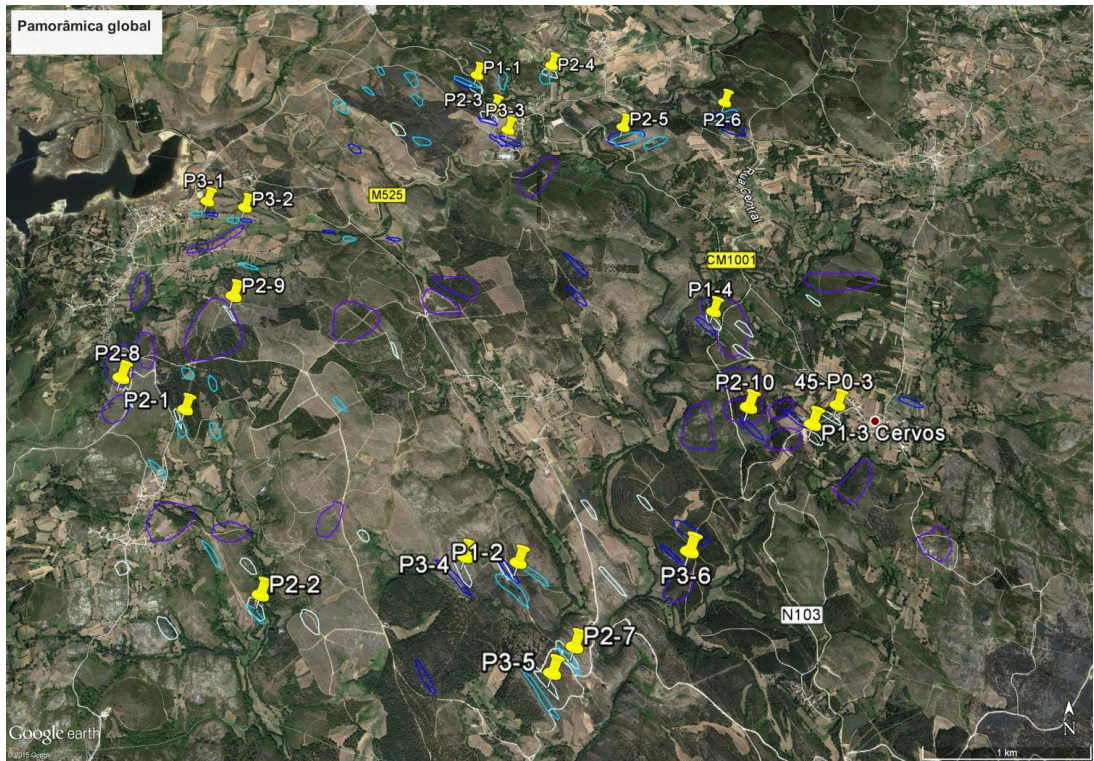 Pamorâmica global
P1-1
P2-4
P2-3
P3-3
P2-5
P2-6
P3-1
P3-2
M525
Rua Central
CM1001
P2-9
P1-4
P2-8
P2-1
P2-10
45-P0-3
P1-3 Cervos
P3-4
P1-2
P3-6
P2-2
N103
P2-7
P3-5
Google earth
© 2015 Google
N
1 km